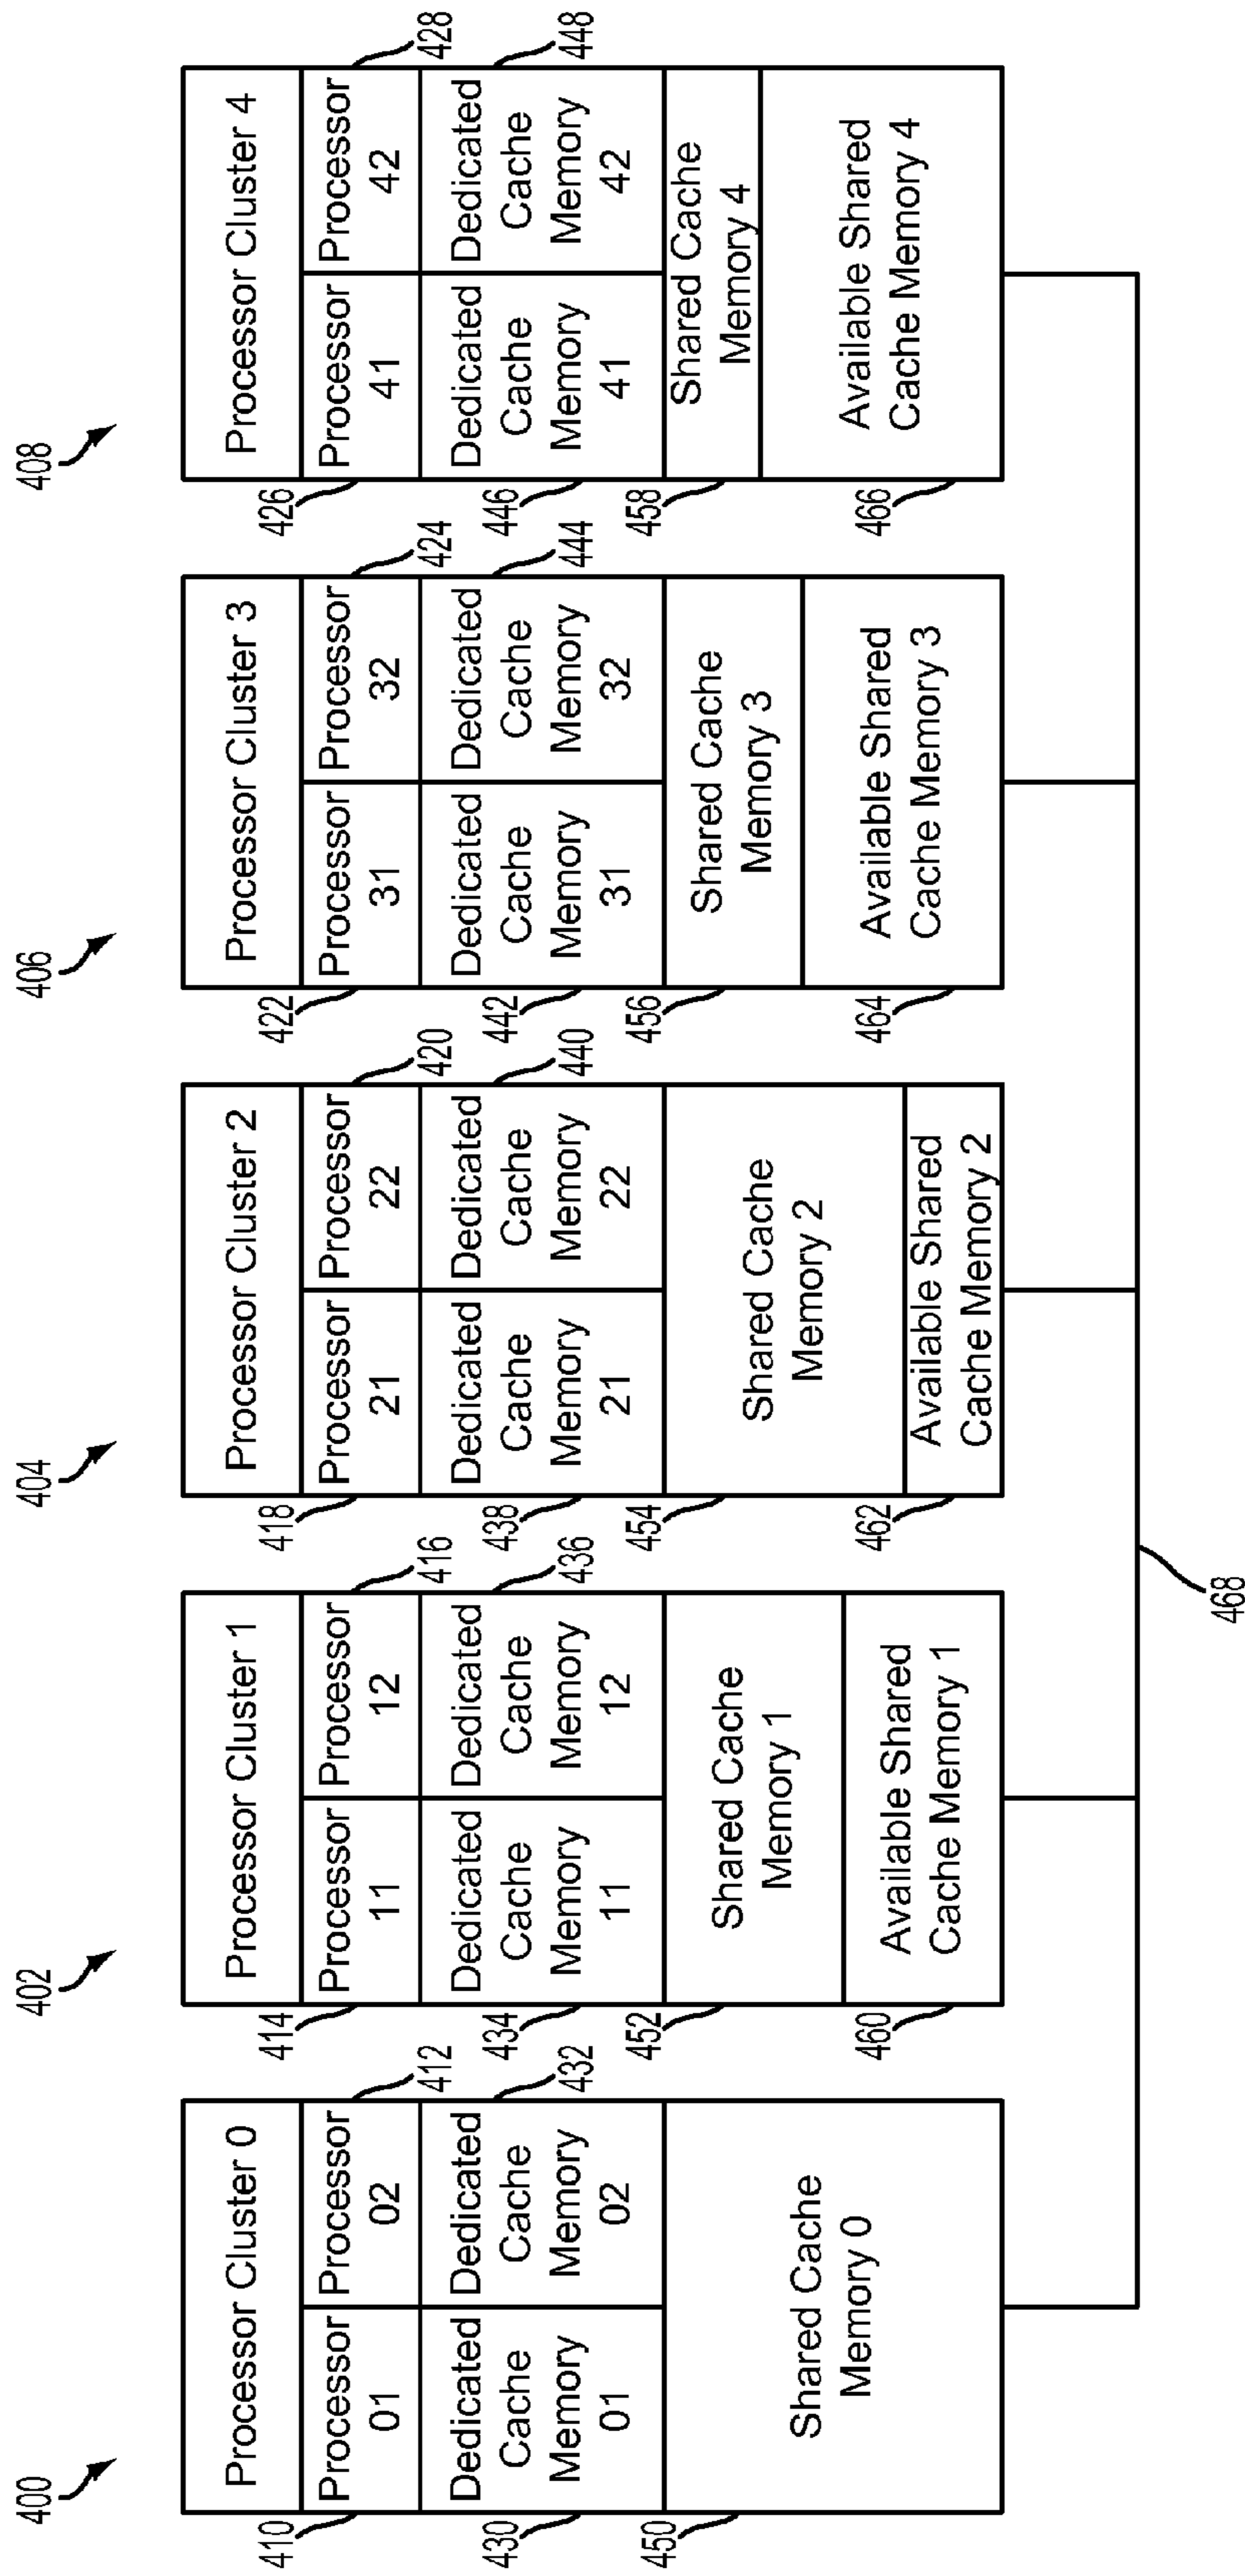 400
Processor Cluster 0
410
Processor
01
Processor
02
412
430
Dedicated
Cache
Memory
01
Dedicated
Cache
Memory
02
432
450
Shared Cache
Memory 0
402
Processor Cluster 1
414
Processor
11
Processor
12
416
434
Dedicated
Cache
Memory
11
Dedicated
Cache
Memory
12
436
452
Shared Cache
Memory 1
460
Available Shared
Cache Memory 1
404
Processor Cluster 2
418
Processor
21
Processor
22
420
438
Dedicated
Cache
Memory
21
Dedicated
Cache
Memory
22
440
454
Shared Cache
Memory 2
462
Available Shared
Cache Memory 2
406
Processor Cluster 3
422
Processor
31
Processor
32
424
442
Dedicated
Cache
Memory
31
Dedicated
Cache
Memory
32
444
456
Shared Cache
Memory 3
464
Available Shared
Cache Memory 3
408
Processor Cluster 4
426
Processor
41
Processor
42
428
446
Dedicated
Cache
Memory
41
Dedicated
Cache
Memory
42
448
458
Shared Cache
Memory 4
466
Available Shared
Cache Memory 4
468